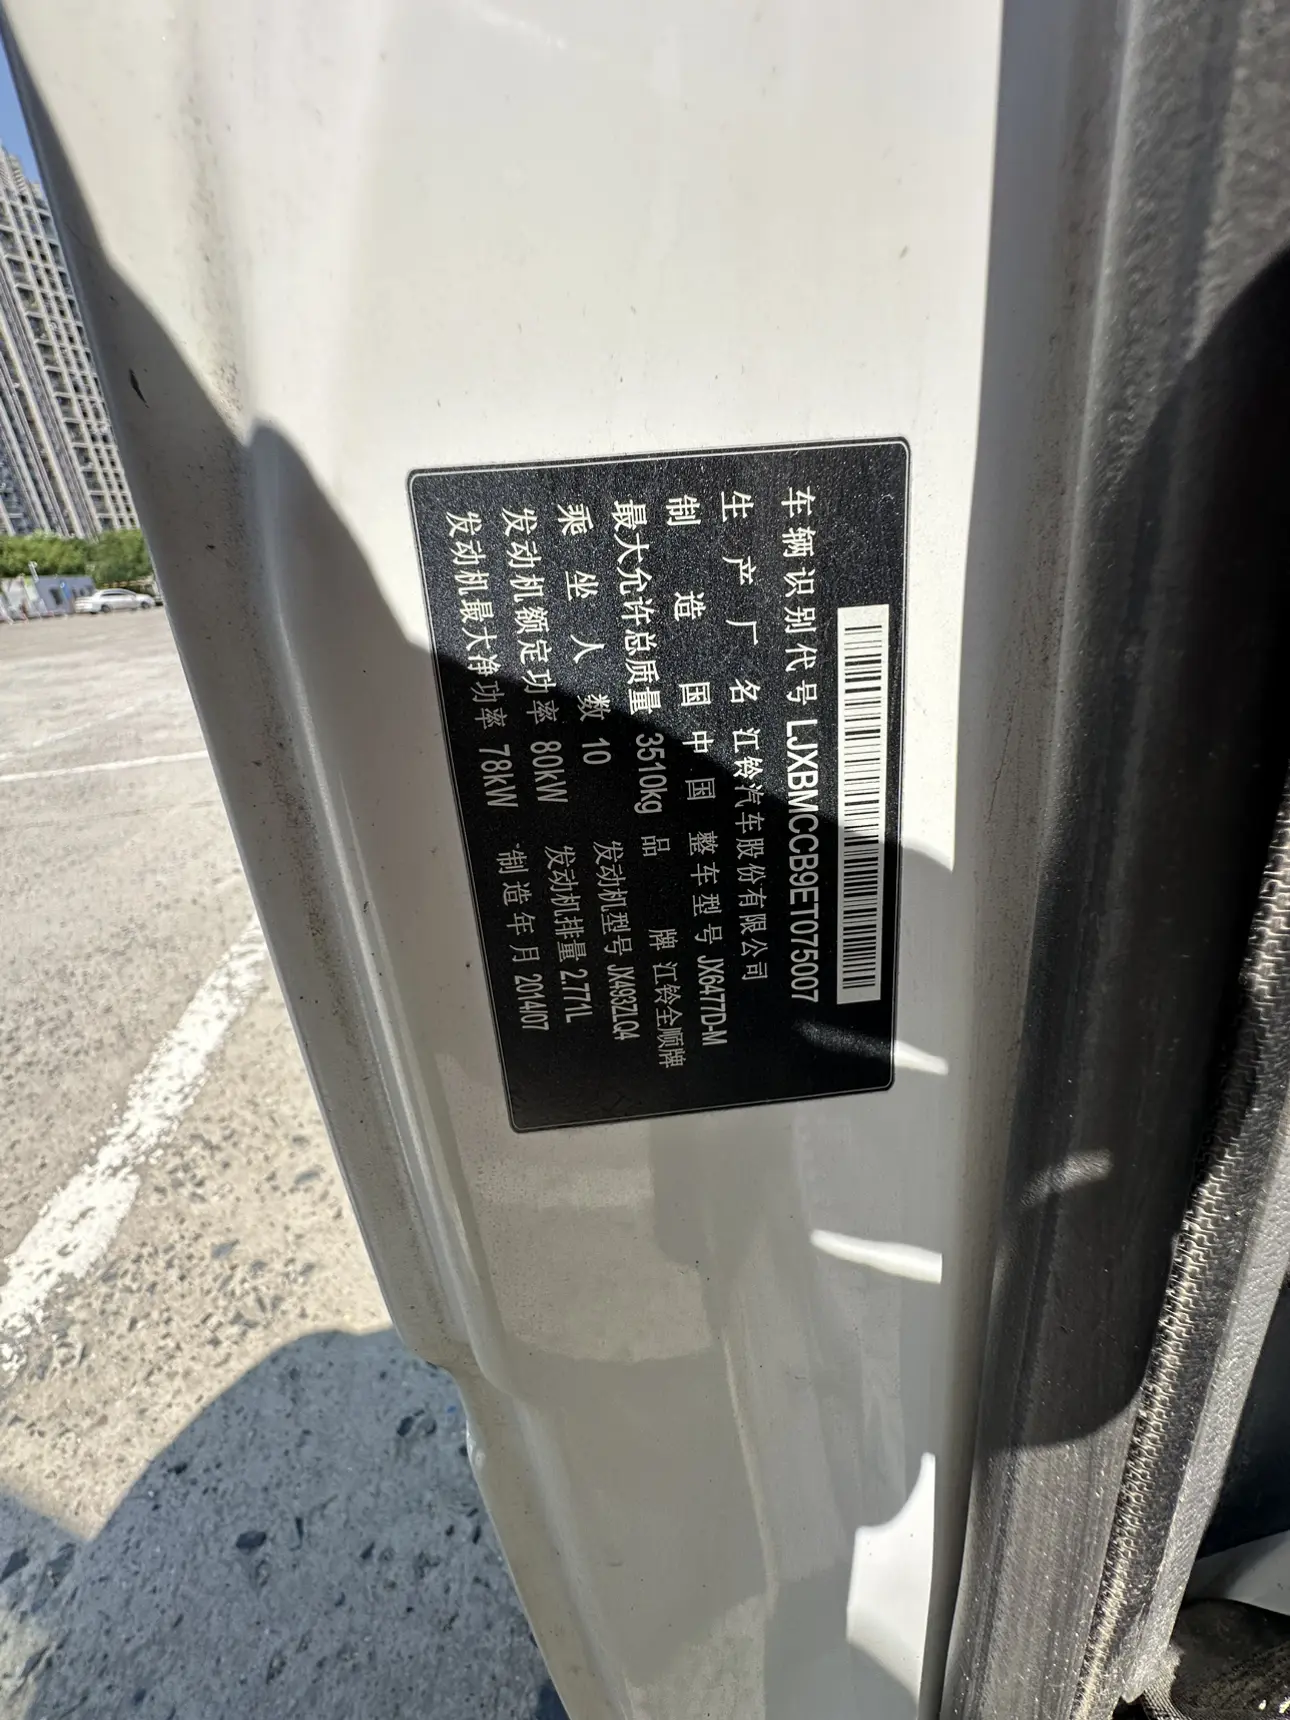 车辆识别代号 LJXBMCCB9ET075007
生产厂名 江铃汽车股份有限公司
制造国 中国 整车型号 JX6477D-M
最大允许总质量 3510kg 品牌 江铃全顺牌
乘坐人数 10 发动机型号 JX493ZLQ4
发动机额定功率 80kW 发动机排量 2.771L
发动机最大净功率 78kW 制造年月 2014/07